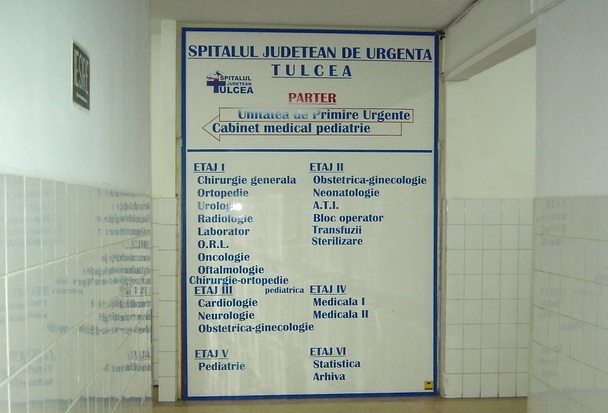 IESIRE
SPITALUL JUDETEAN DE URGENTA
TULCEA
SPITALUL
JUDETEAN
TULCEA
PARTER
Unitatea de Primire Urgente
Cabinet medical pediatrie
ETAJ I
Chirurgie generala
Ortopedie
Urologie
Radiologie
Laborator
O.R.L.
Oncologie
Oftalmologie
Chirurgie-ortopedie
pediatrica
ETAJ II
Obstetrica-ginecologie
Neonatologie
A.T.I.
Bloc operator
Transfuzii
Sterilizare
ETAJ III
Cardiologie
Neurologie
Obstetrica-ginecologie
ETAJ IV
Medicala I
Medicala II
ETAJ V
Pediatrie
ETAJ VI
Statistica
Arhiva